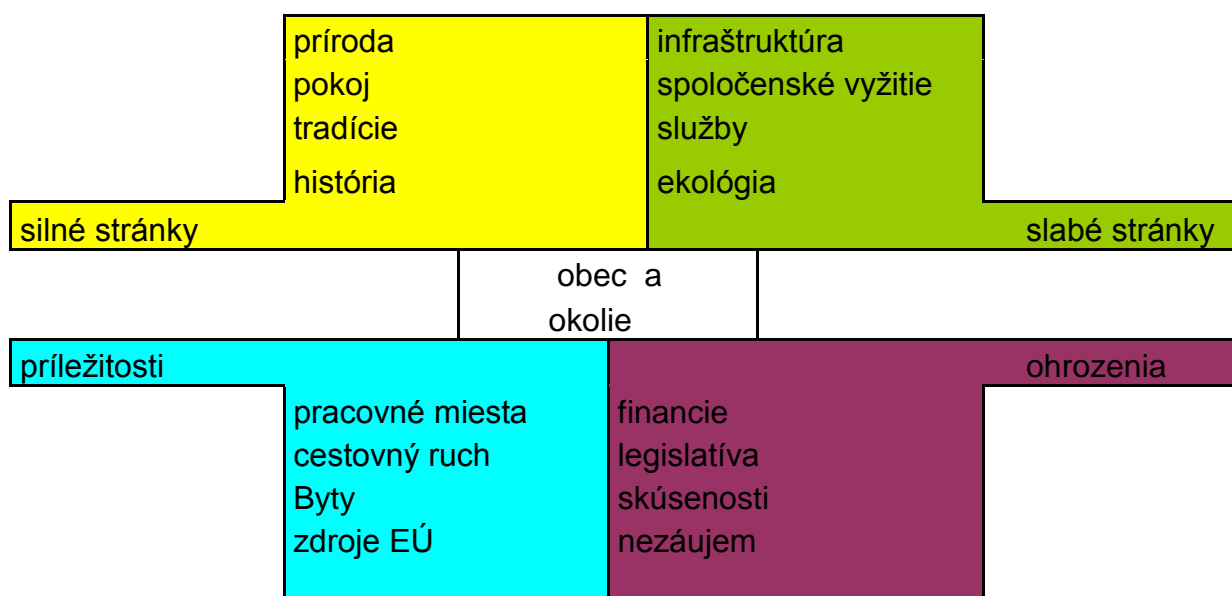 príroda
pokoj
tradície
história
silné stránky
infraštruktúra
spoločenské vyžitie
služby
ekológia
slabé stránky
obec a
okolie
príležitosti
pracovné miesta
cestovný ruch
Byty
zdroje EÚ
ohrozenia
financie
legislatíva
skúsenosti
nezáujem